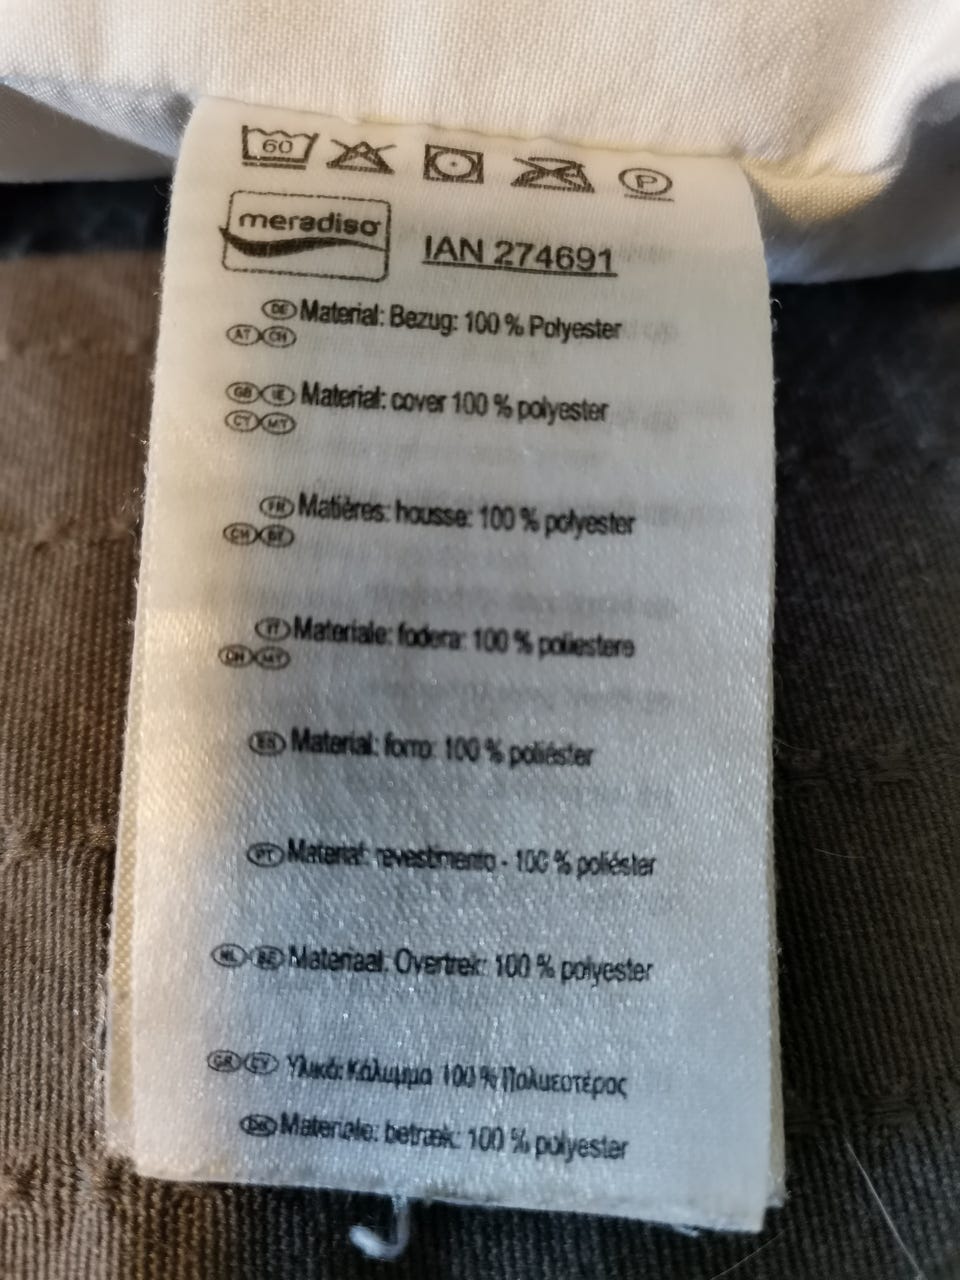 60
P
meradiso
IAN 274691
DE Material: Bezug: 100 % Polyester
AT CH
GB IE Material: cover 100 % polyester
CY MT
FR Matières: housse: 100 % polyester
CH BE
IT Materiale: fodera: 100 % poliestere
CH MT
ES Material: forro: 100 % poliéster
PT Material: revestimento - 100 % poliéster
NL BE Materiaal: Overtrek: 100 % polyester
GR CY Υλικό: Κάλυμμα 100 % Πολυεστέρας
DK Materiale: betræk: 100 % polyester